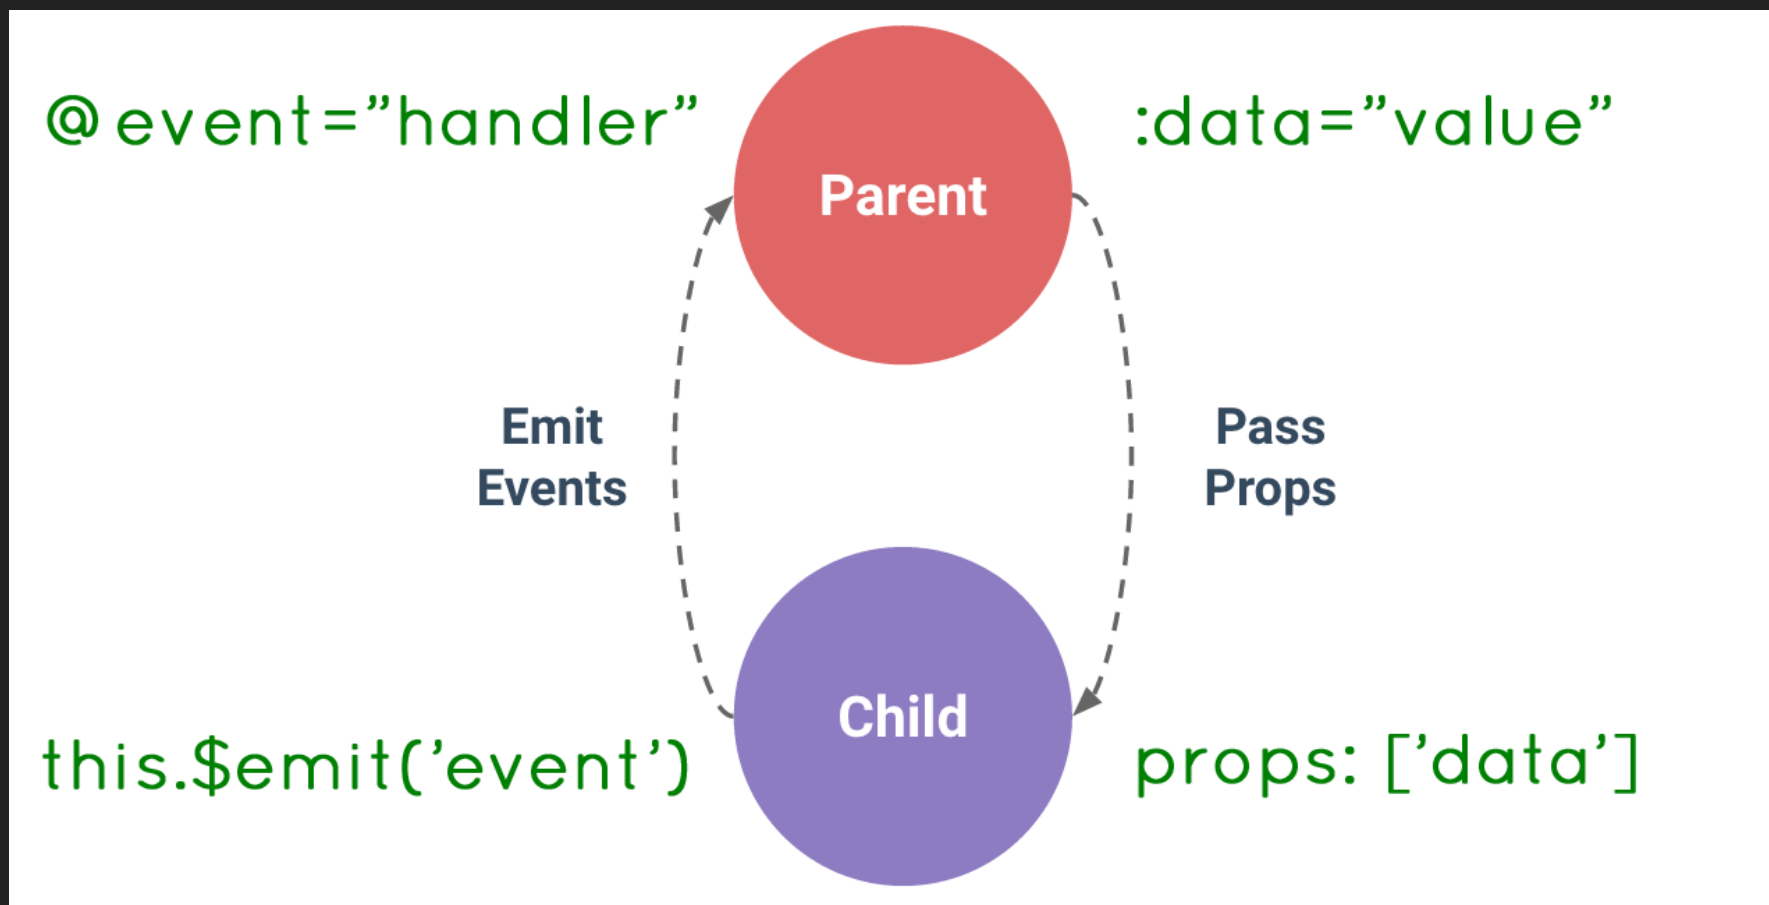 @event=”handler”
:data=”value”
Parent
Emit
Events
Pass
Props
Child
this.$emit(’event’)
props: [’data’]